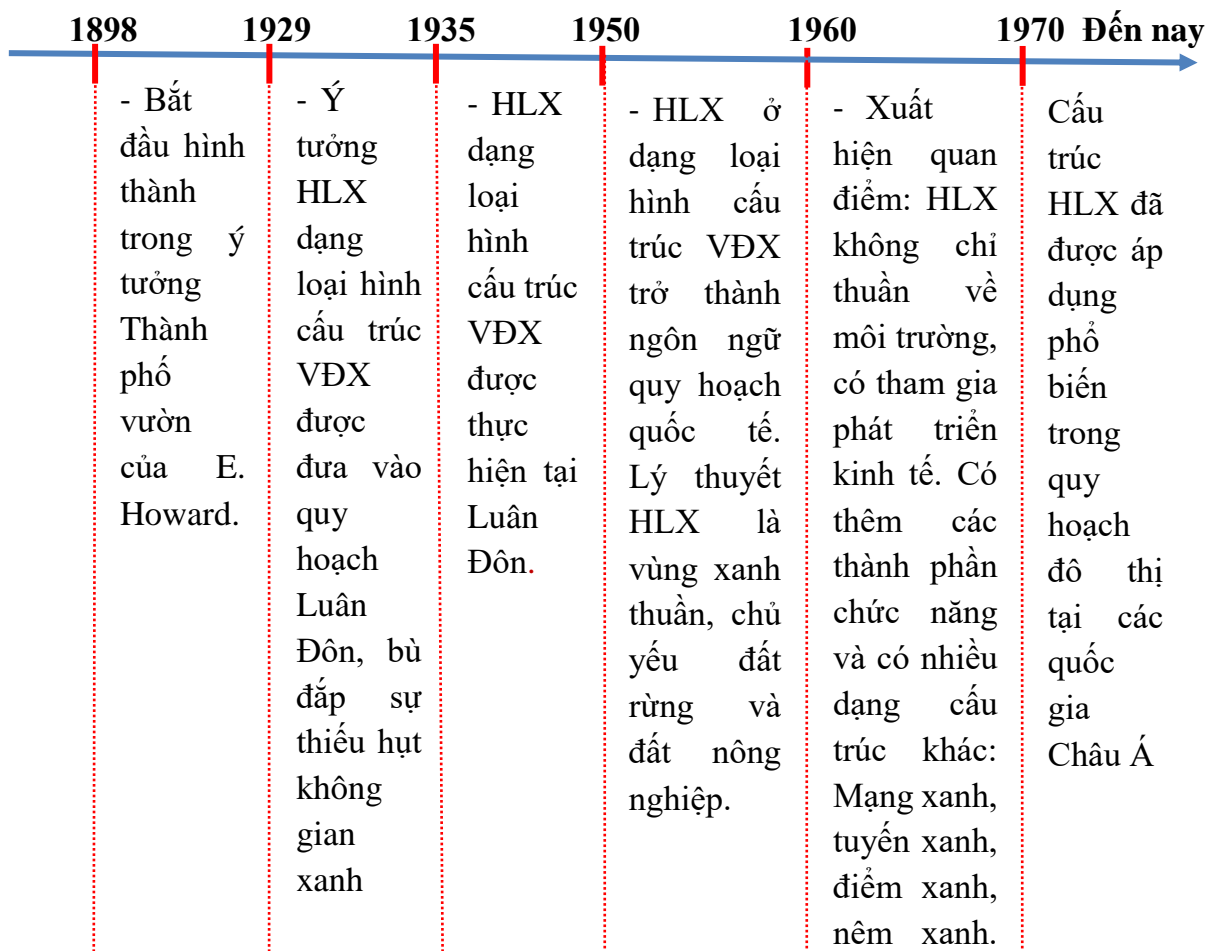 1898 1929 1935 1950 1960 1970 Đến nay
- Bắt
đầu hình
thành
trong ý
tưởng
Thành
phố
vườn
của E.
Howard.
- Ý
tưởng
HLX
dạng
loại hình
cấu trúc
VĐX
được
đưa vào
quy
hoạch
Luân
Đôn, bù
đắp sự
thiếu hụt
không
gian
xanh
- HLX
dạng
loại
hình
cấu trúc
VĐX
được
thực
hiện tại
Luân
Đôn.
- HLX ở
dạng loại
hình cấu
trúc VĐX
trở thành
ngôn ngữ
quy hoạch
quốc tế.
Lý thuyết
HLX là
vùng xanh
thuần, chủ
yếu đất
rừng và
đất nông
nghiệp.
- Xuất
hiện quan
điểm: HLX
không chỉ
thuần về
môi trường,
có tham gia
phát triển
kinh tế. Có
thêm các
thành phần
chức năng
và có nhiều
dạng cấu
trúc khác:
Mạng xanh,
tuyến xanh,
điểm xanh,
nêm xanh.
Cấu
trúc
HLX đã
được áp
dụng
phổ
biến
trong
quy
hoạch
đô thị
tại các
quốc
gia
Châu Á